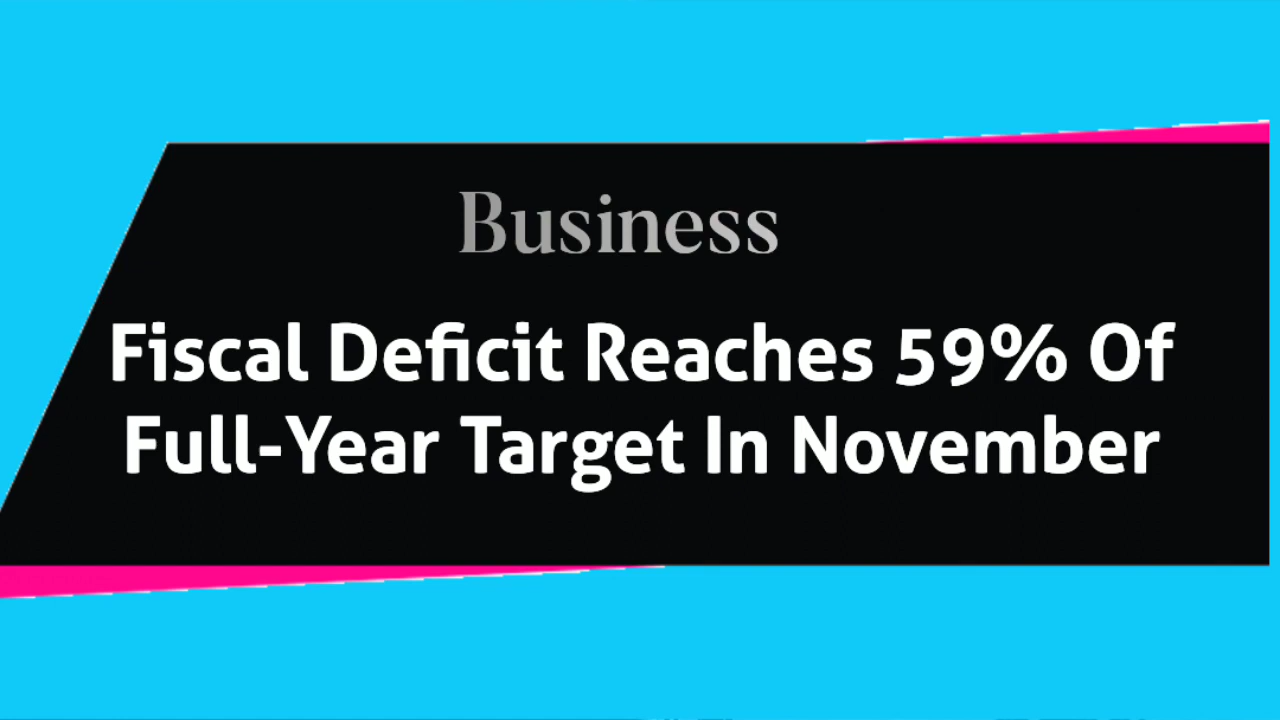 Business
Fiscal Deficit Reaches 59% Of
Full-Year Target In November